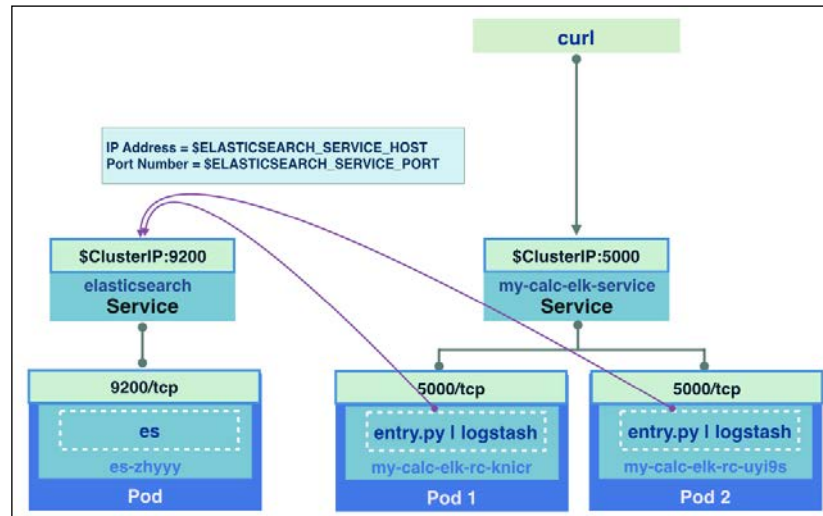 curl
IP Address = $ELASTICSEARCH_SERVICE_HOST
Port Number = $ELASTICSEARCH_SERVICE_PORT
$ClusterIP:9200
elasticsearch
Service
$ClusterIP:5000
my-calc-elk-service
Service
9200/tcp
es
es-zhyyy
Pod
5000/tcp
entry.py | logstash
my-calc-elk-rc-knicr
Pod 1
5000/tcp
entry.py | logstash
my-calc-elk-rc-uyi9s
Pod 2